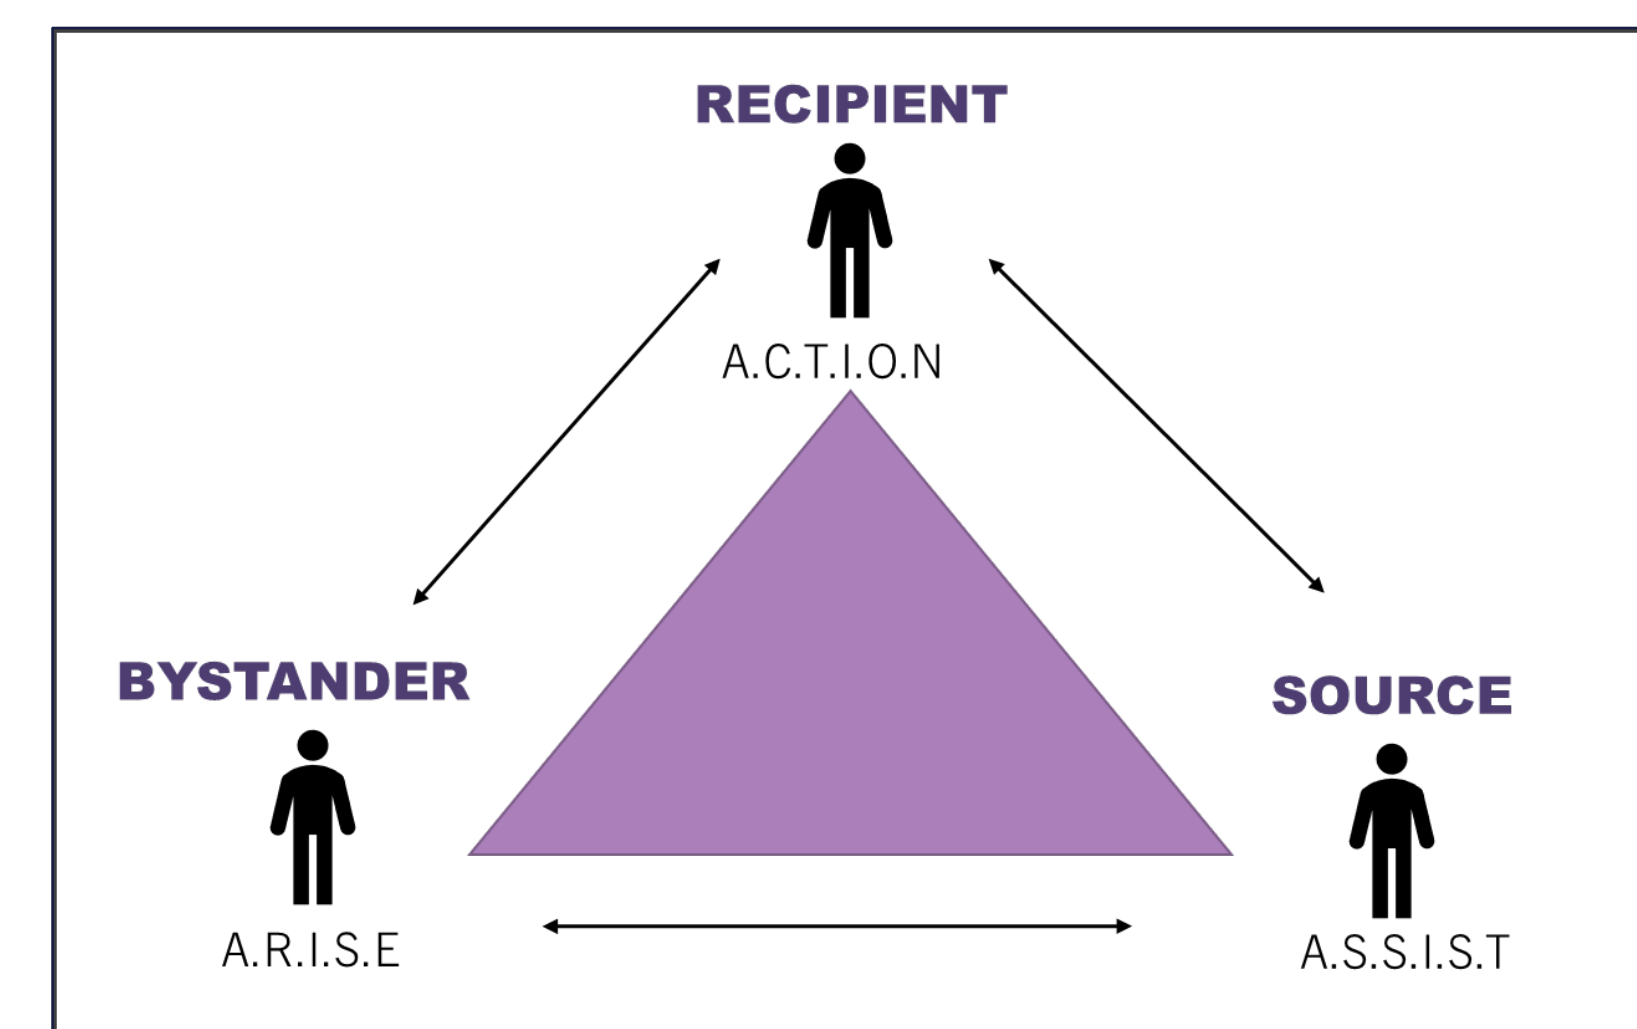 RECIPIENT
A.C.T.I.O.N
BYSTANDER
SOURCE
A.R.I.S.E
A.S.S.I.S.T